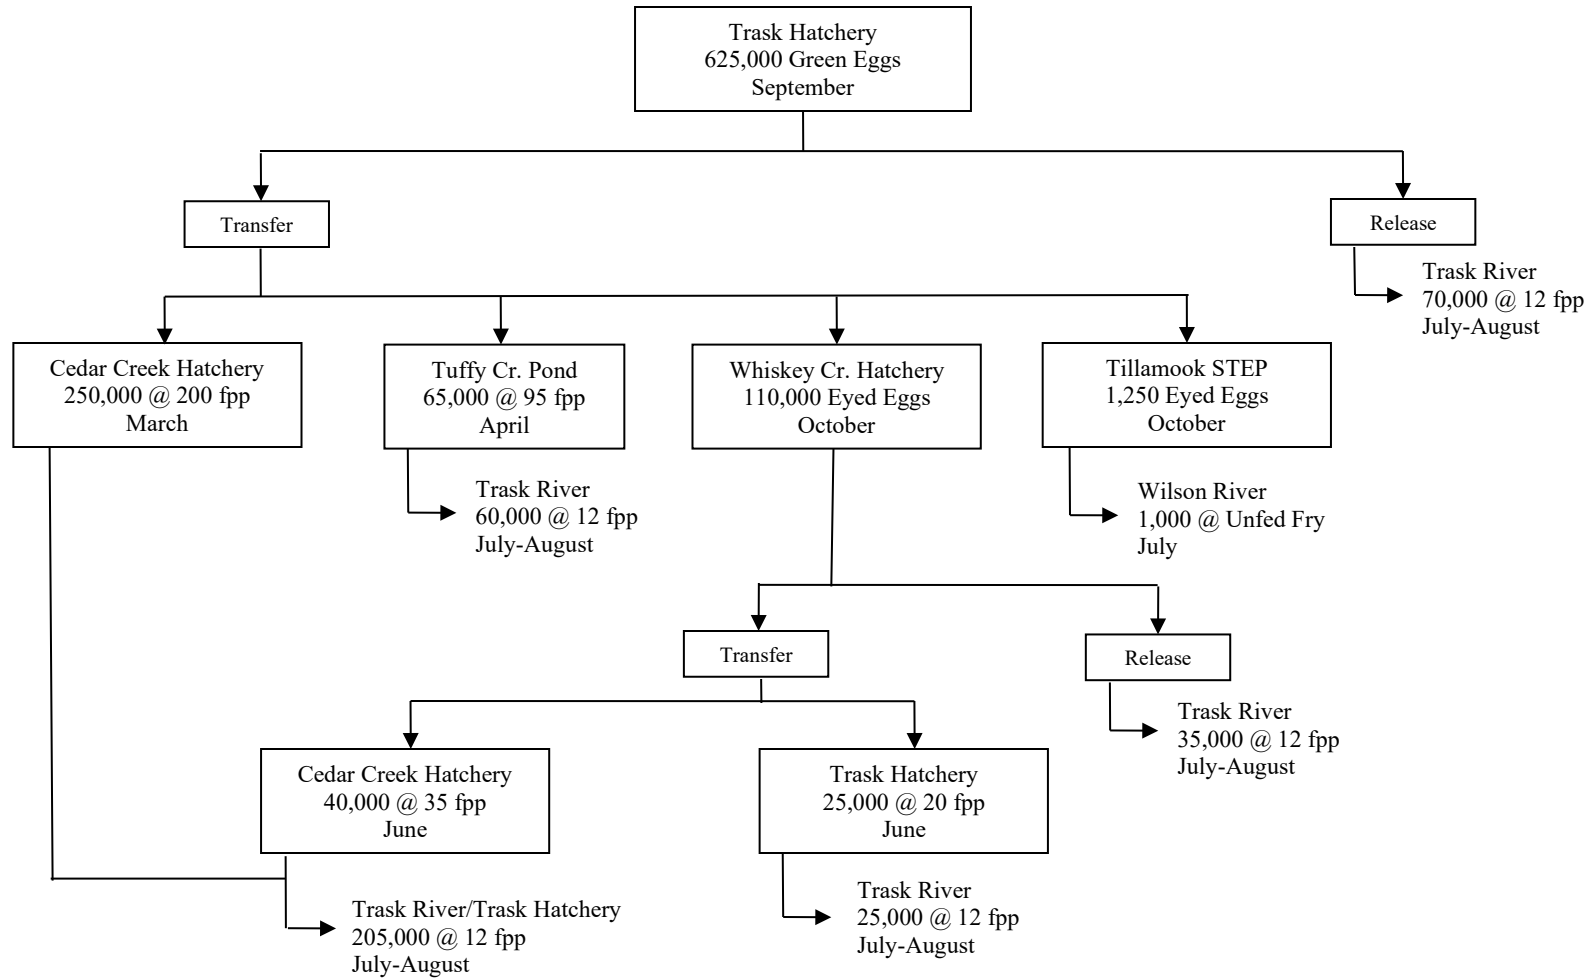 Trask Hatchery
625,000 Green Eggs
September
Transfer
Release
Trask River
70,000 @ 12 fpp
July-August
Cedar Creek Hatchery
250,000 @ 200 fpp
March
Tuffy Cr. Pond
65,000 @ 95 fpp
April
Whiskey Cr. Hatchery
110,000 Eyed Eggs
October
Tillamook STEP
1,250 Eyed Eggs
October
Trask River
60,000 @ 12 fpp
July-August
Wilson River
1,000 @ Unfed Fry
July
Transfer
Release
Trask River
35,000 @ 12 fpp
July-August
Cedar Creek Hatchery
40,000 @ 35 fpp
June
Trask Hatchery
25,000 @ 20 fpp
June
Trask River/Trask Hatchery
205,000 @ 12 fpp
July-August
Trask River
25,000 @ 12 fpp
July-August